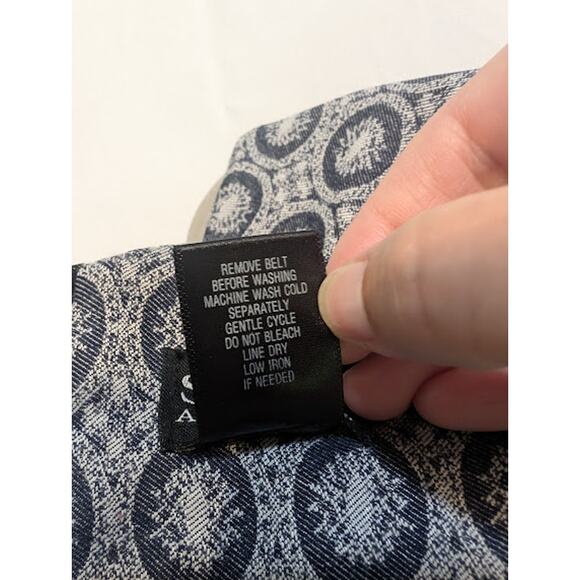 REMOVE BELT
BEFORE WASHING
MACHINE WASH COLD
SEPARATELY
GENTLE CYCLE
DO NOT BLEACH
LINE DRY
LOW IRON
IF NEEDED